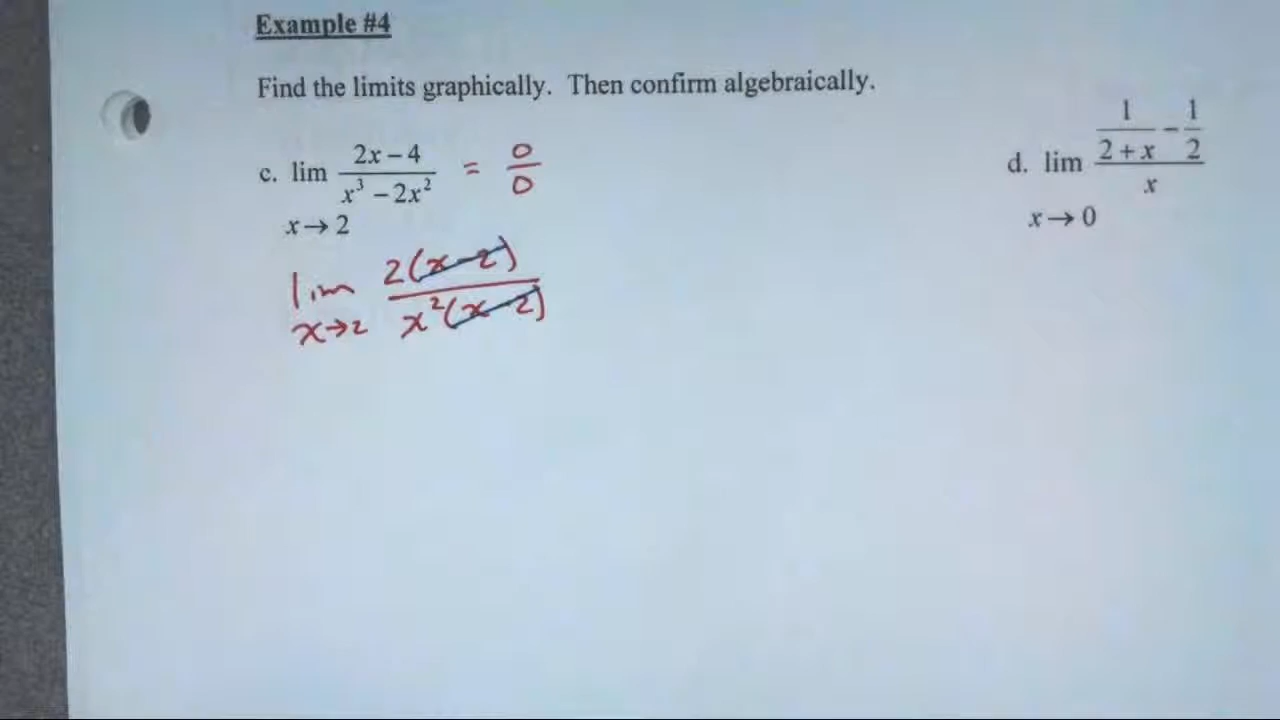 Example #4
Find the limits graphically. Then confirm algebraically.
c. lim (2x − 4)/(x³ − 2x²) = 0/0
x → 2
lim 2(x−2)/x²(x−2)
x→2
d. lim (1/(2 + x) − 1/2)/x
x → 0